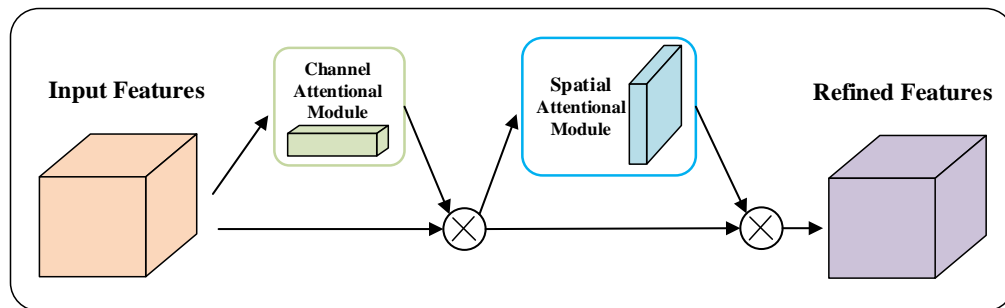 Input Features
Channel
Attentional
Module
Spatial
Attentional
Module
Refined Features